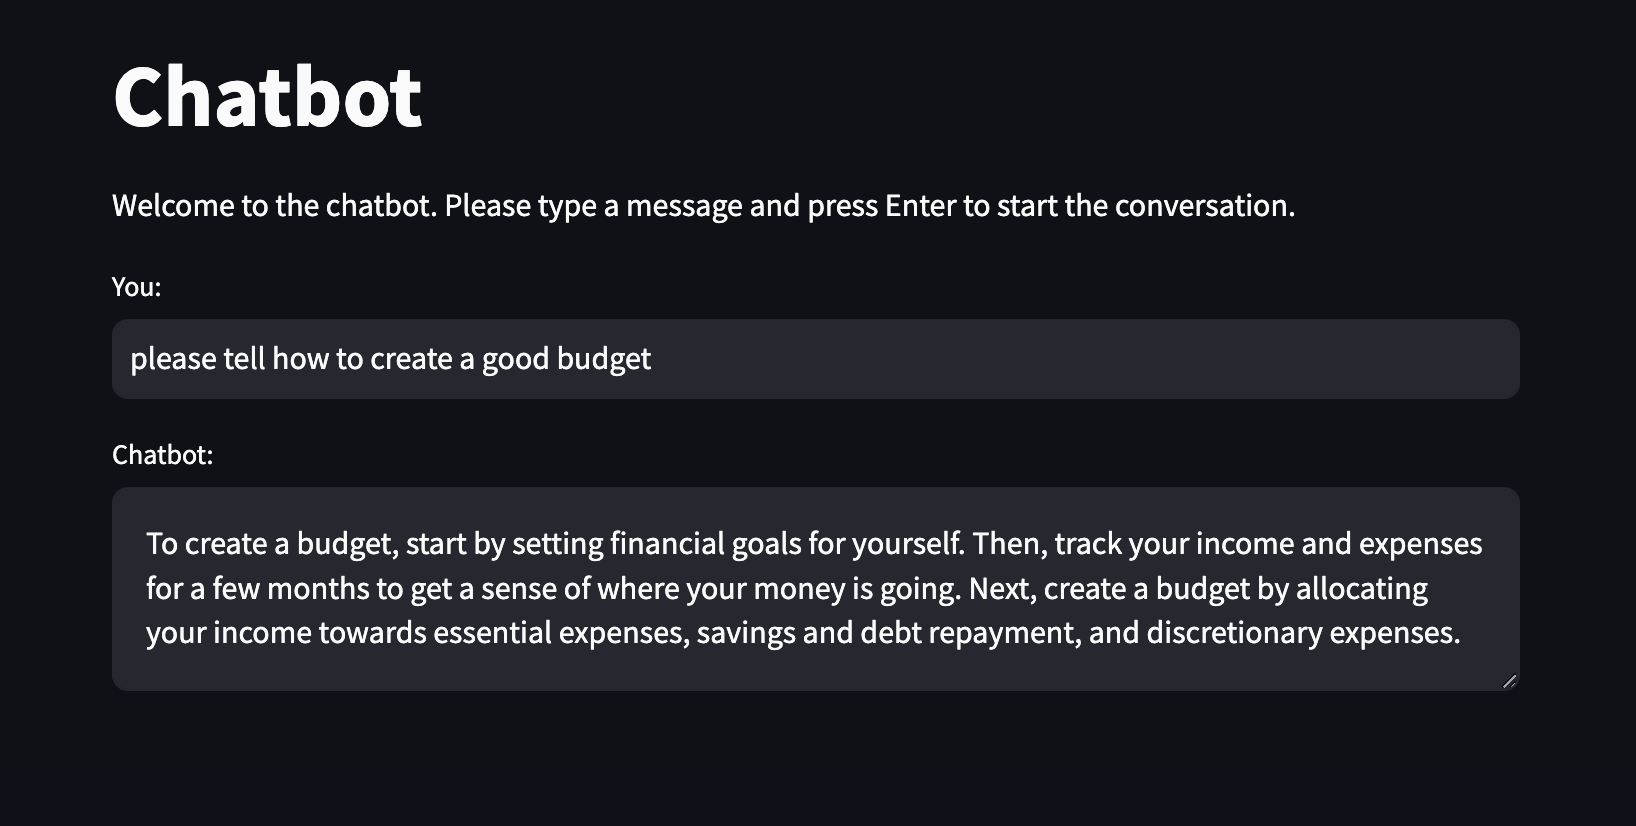 Chatbot
Welcome to the chatbot. Please type a message and press Enter to start the conversation.
You:
please tell how to create a good budget
Chatbot:
To create a budget, start by setting financial goals for yourself. Then, track your income and expenses
for a few months to get a sense of where your money is going. Next, create a budget by allocating
your income towards essential expenses, savings and debt repayment, and discretionary expenses.